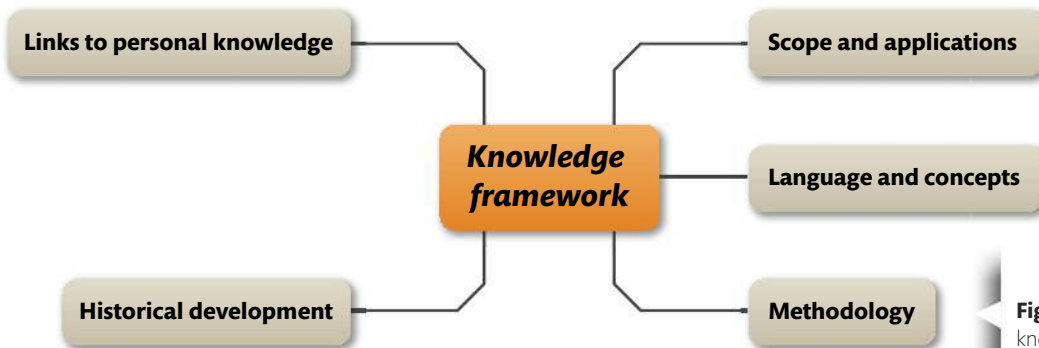 Links to personal knowledge
Scope and applications
Knowledge
framework
Language and concepts
Historical development
Methodology